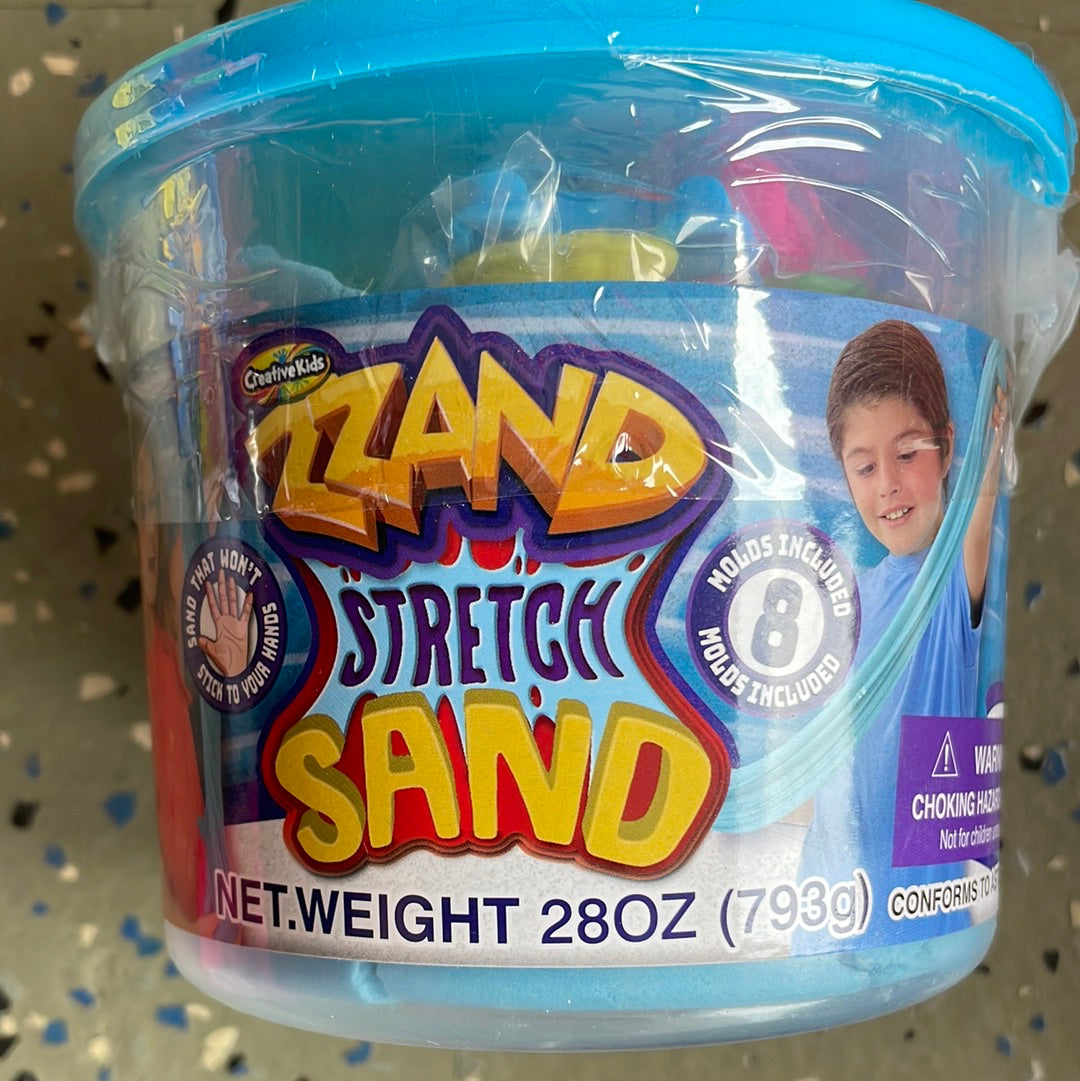 CreativeKids
ZZAND
STRETCH
SAND
SAND THAT WON'T
STICK TO YOUR HANDS
MOLDS INCLUDED
8
MOLDS INCLUDED
CHOKING
Not for children
NET.WEIGHT 28OZ (793g)
CONFORMS TO